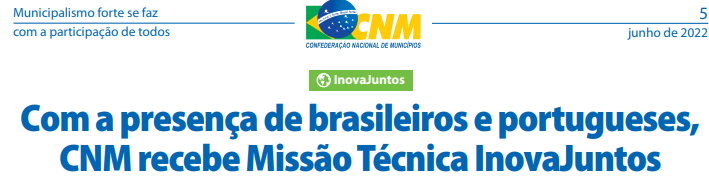 Municipalismo forte se faz
com a participação de todos
CNM
CONFEDERAÇÃO NACIONAL DE MUNICÍPIOS
5
junho de 2022
InovaJuntos
Com a presença de brasileiros e portugueses,
CNM recebe Missão Técnica InovaJuntos